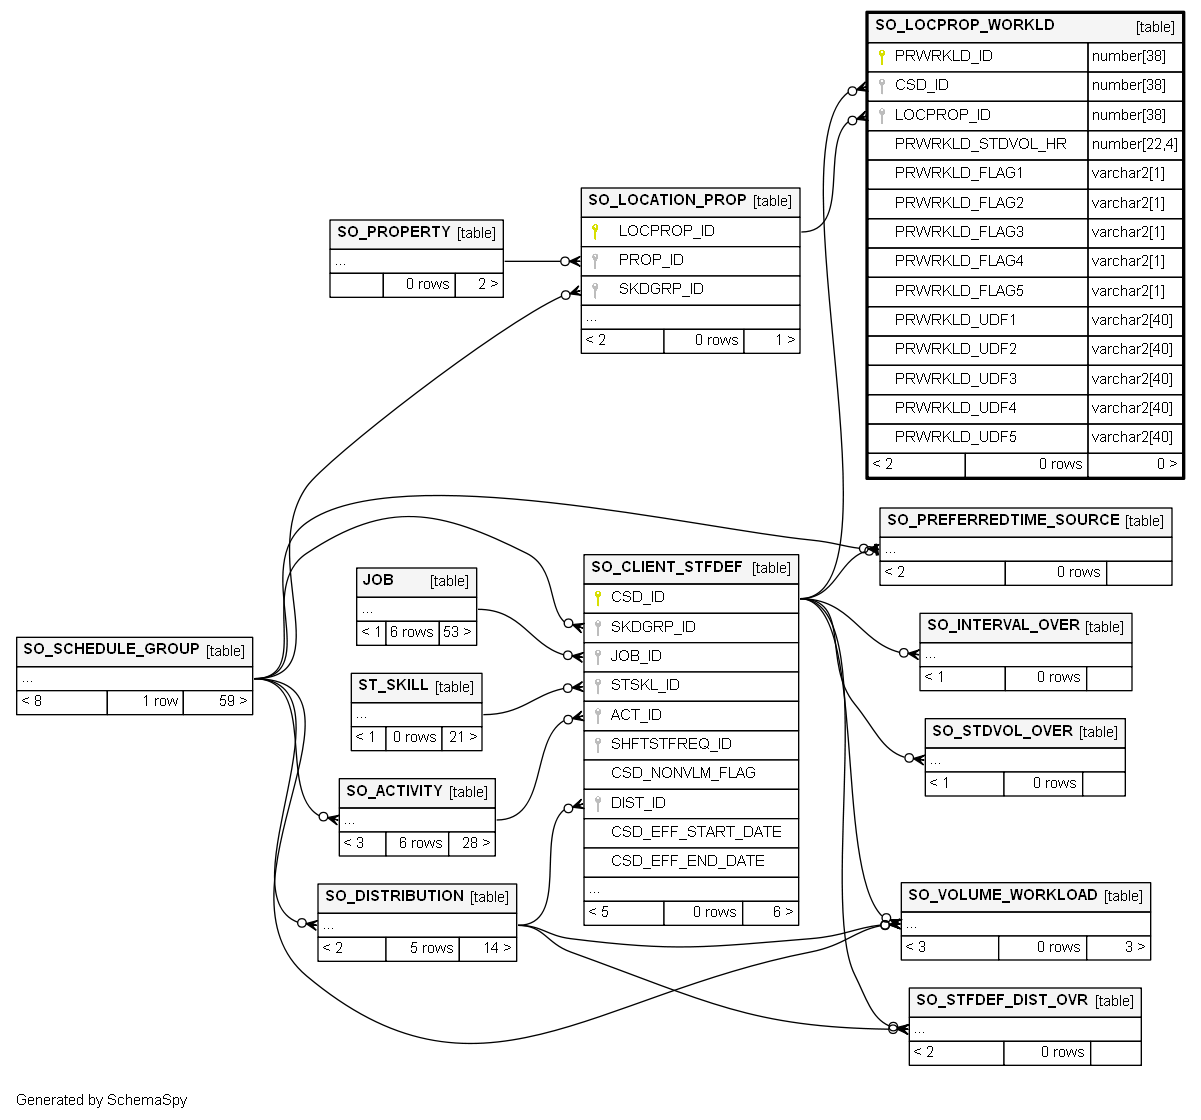 SO_LOCPROP_WORKLD [table]
PRWRKLD_ID number[38]
CSD_ID number[38]
LOCPROP_ID number[38]
PRWRKLD_STDVOL_HR number[22,4]
PRWRKLD_FLAG1 varchar2[1]
PRWRKLD_FLAG2 varchar2[1]
PRWRKLD_FLAG3 varchar2[1]
PRWRKLD_FLAG4 varchar2[1]
PRWRKLD_FLAG5 varchar2[1]
PRWRKLD_UDF1 varchar2[40]
PRWRKLD_UDF2 varchar2[40]
PRWRKLD_UDF3 varchar2[40]
PRWRKLD_UDF4 varchar2[40]
PRWRKLD_UDF5 varchar2[40]
< 2 0 rows 0 >
SO_LOCATION_PROP [table]
LOCPROP_ID
PROP_ID
SKDGRP_ID
...
< 2 0 rows 1 >
SO_PROPERTY [table]
...
0 rows 2 >
SO_PREFERREDTIME_SOURCE [table]
...
< 2 0 rows
SO_CLIENT_STFDEF [table]
CSD_ID
SKDGRP_ID
JOB_ID
STSKL_ID
ACT_ID
SHFTSTFREQ_ID
CSD_NONVLM_FLAG
DIST_ID
CSD_EFF_START_DATE
CSD_EFF_END_DATE
...
< 5 0 rows 6 >
JOB [table]
...
< 1 6 rows 53 >
SO_INTERVAL_OVER [table]
...
< 1 0 rows
SO_SCHEDULE_GROUP [table]
...
< 8 1 row 59 >
ST_SKILL [table]
...
< 1 0 rows 21 >
SO_STDVOL_OVER [table]
...
< 1 0 rows
SO_ACTIVITY [table]
...
< 3 6 rows 28 >
SO_DISTRIBUTION [table]
...
< 2 5 rows 14 >
SO_VOLUME_WORKLOAD [table]
...
< 3 0 rows 3 >
SO_STFDEF_DIST_OVR [table]
...
< 2 0 rows
Generated by SchemaSpy